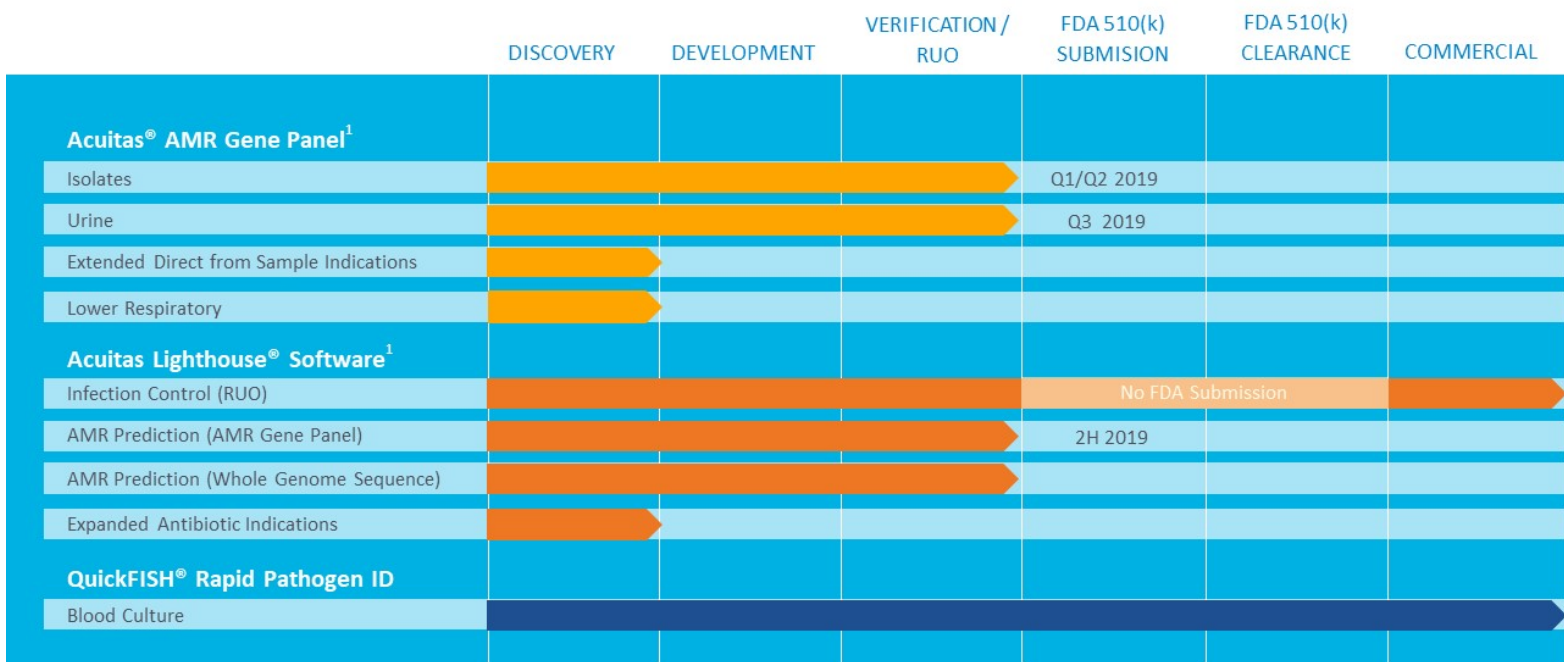 DISCOVERY
DEVELOPMENT
VERIFICATION /
RUO
FDA 510(k)
SUBMISION
FDA 510(k)
CLEARANCE
COMMERCIAL
Acuitas® AMR Gene Panel¹
Isolates
Q1/Q2 2019
Urine
Q3 2019
Extended Direct from Sample Indications
Lower Respiratory
Acuitas Lighthouse® Software¹
Infection Control (RUO)
No FDA Submission
AMR Prediction (AMR Gene Panel)
2H 2019
AMR Prediction (Whole Genome Sequence)
Expanded Antibiotic Indications
QuickFISH® Rapid Pathogen ID
Blood Culture